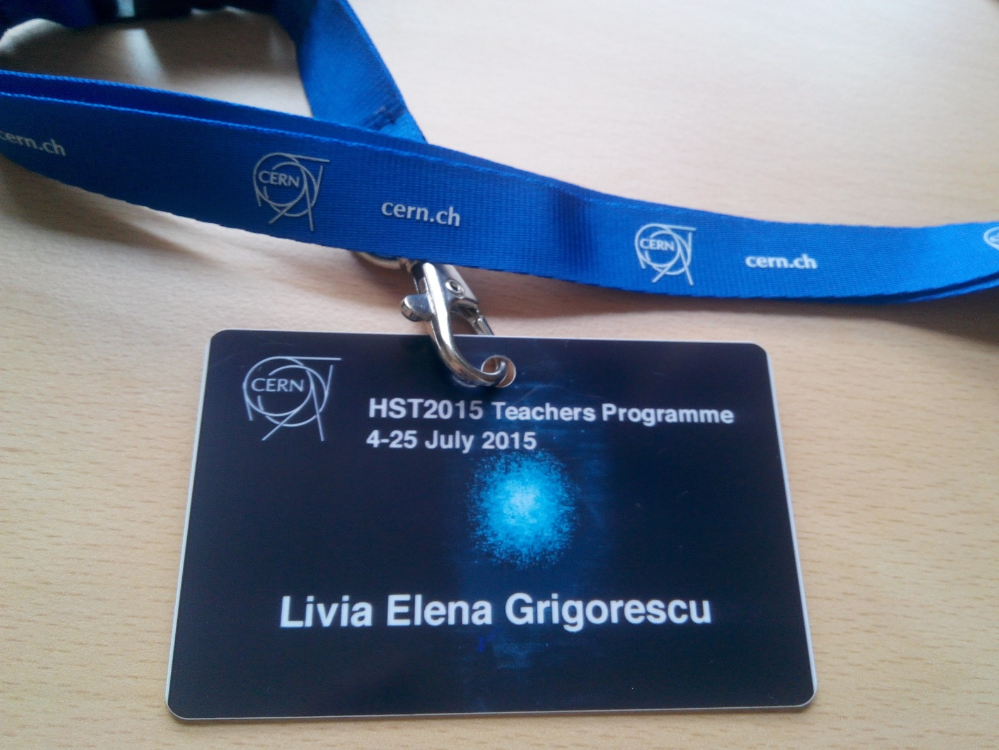 cern.ch
CERN
cern.ch
CERN
cern.ch
CERN
HST2015 Teachers Programme
4-25 July 2015
Livia Elena Grigorescu